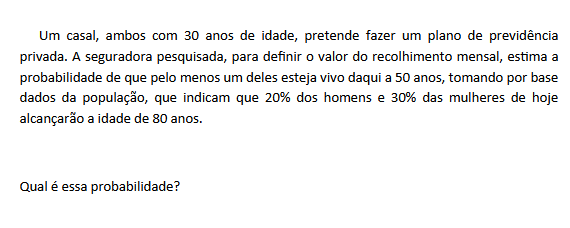 Um casal, ambos com 30 anos de idade, pretende fazer um plano de previdência
privada. A seguradora pesquisada, para definir o valor do recolhimento mensal, estima a
probabilidade de que pelo menos um deles esteja vivo daqui a 50 anos, tomando por base
dados da população, que indicam que 20% dos homens e 30% das mulheres de hoje
alcançarão a idade de 80 anos.
Qual é essa probabilidade?